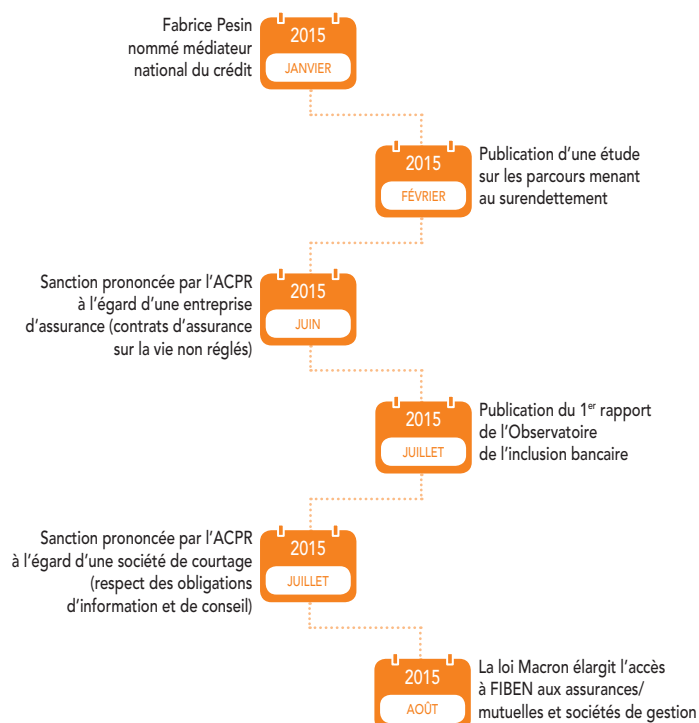 Fabrice Pesin
nommé médiateur
national du crédit
2015
JANVIER
2015
FÉVRIER
Publication d’une étude
sur les parcours menant
au surendettement
Sanction prononcée par l’ACPR
à l’égard d’une entreprise
d’assurance (contrats d’assurance
sur la vie non réglés)
2015
JUIN
2015
JUILLET
Publication du 1er rapport
de l’Observatoire
de l’inclusion bancaire
Sanction prononcée par l’ACPR
à l’égard d’une société de courtage
(respect des obligations
d’information et de conseil)
2015
JUILLET
2015
AOÛT
La loi Macron élargit l’accès
à FIBEN aux assurances/
mutuelles et sociétés de gestion